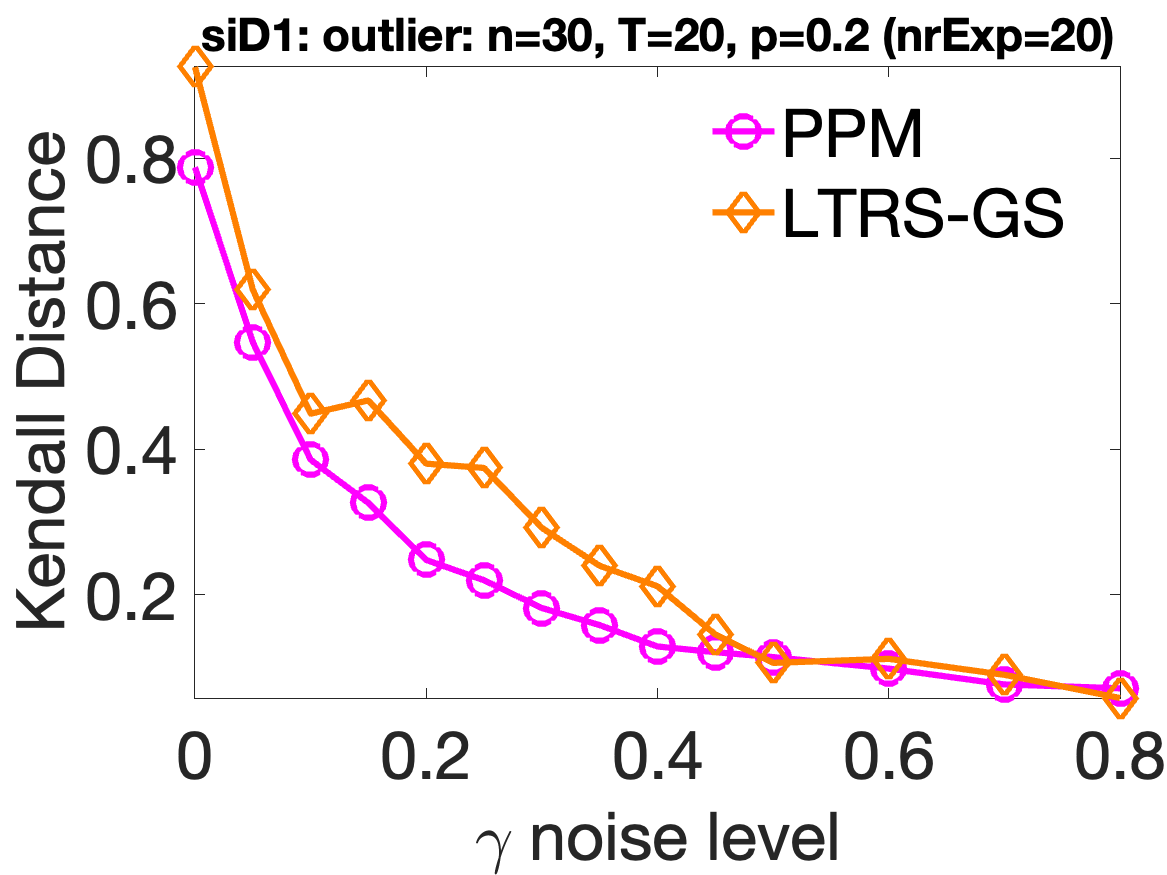 siD1: outlier: n=30, T=20, p=0.2 (nrExp=20)
PPM
LTRS-GS
Kendall Distance
0.8
0.6
0.4
0.2
0 0.2 0.4 0.6 0.8
γ noise level